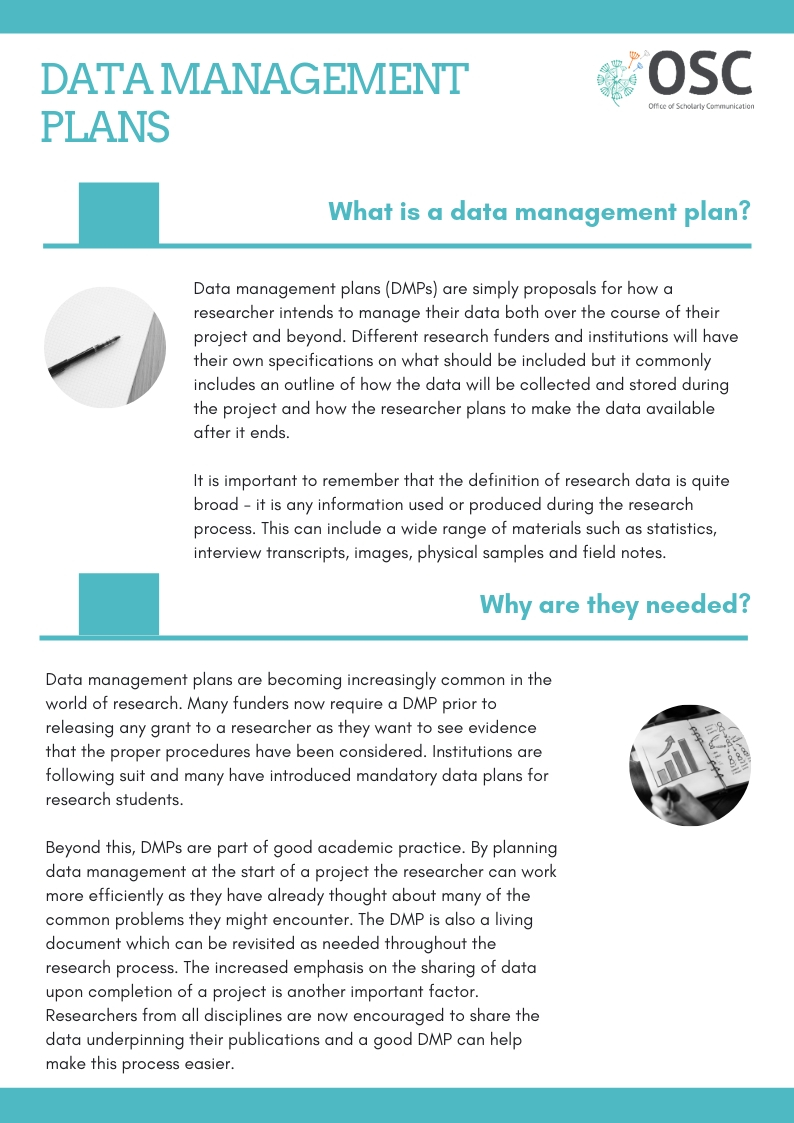 DATA MANAGEMENT
PLANS
OSC
Office of Scholarly Communication
What is a data management plan?
Data management plans (DMPs) are simply proposals for how a
researcher intends to manage their data both over the course of their
project and beyond. Different research funders and institutions will have
their own specifications on what should be included but it commonly
includes an outline of how the data will be collected and stored during
the project and how the researcher plans to make the data available
after it ends.
It is important to remember that the definition of research data is quite
broad - it is any information used or produced during the research
process. This can include a wide range of materials such as statistics,
interview transcripts, images, physical samples and field notes.
Why are they needed?
Data management plans are becoming increasingly common in the
world of research. Many funders now require a DMP prior to
releasing any grant to a researcher as they want to see evidence
that the proper procedures have been considered. Institutions are
following suit and many have introduced mandatory data plans for
research students.
Beyond this, DMPs are part of good academic practice. By planning
data management at the start of a project the researcher can work
more efficiently as they have already thought about many of the
common problems they might encounter. The DMP is also a living
document which can be revisited as needed throughout the
research process. The increased emphasis on the sharing of data
upon completion of a project is another important factor.
Researchers from all disciplines are now encouraged to share the
data underpinning their publications and a good DMP can help
make this process easier.